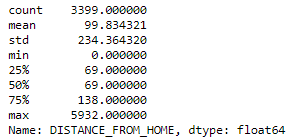 count    3399.000000
mean       99.834321
std       234.364320
min         0.000000
25%        69.000000
50%        69.000000
75%       138.000000
max      5932.000000
Name: DISTANCE_FROM_HOME, dtype: float64